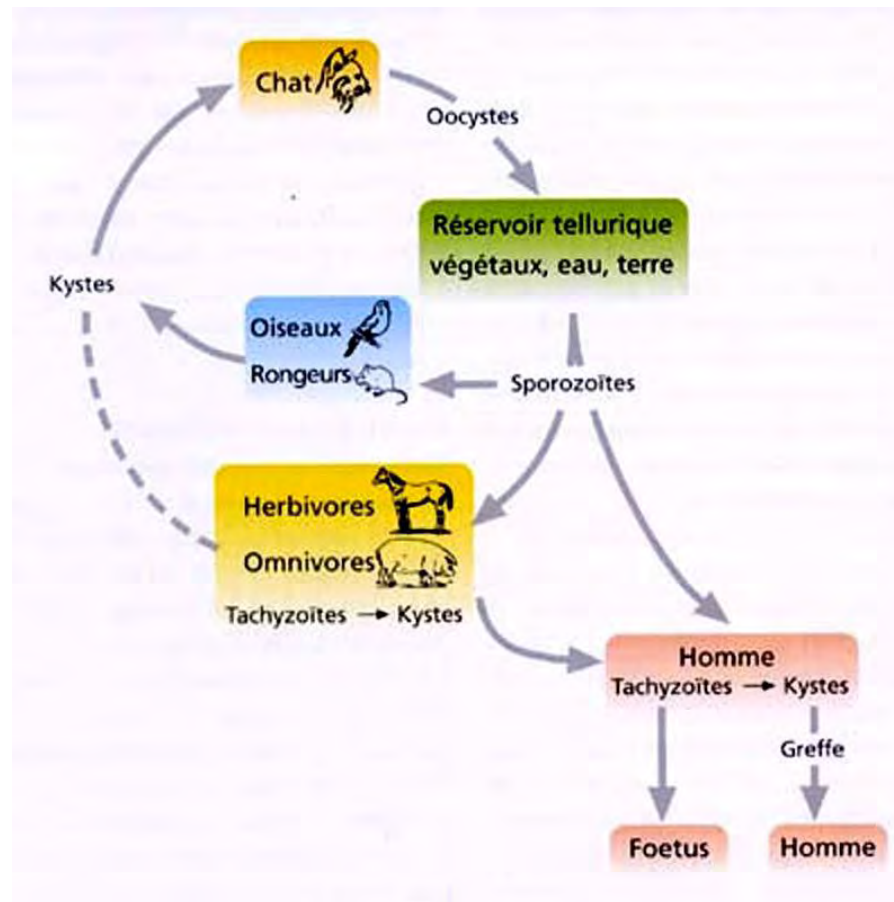 Chat
Oocystes
Réservoir tellurique
végétaux, eau, terre
Kystes
Oiseaux
Rongeurs
Sporozoïtes
Herbivores
Omnivores
Tachyzoïtes → Kystes
Homme
Tachyzoïtes → Kystes
Greffe
Foetus
Homme